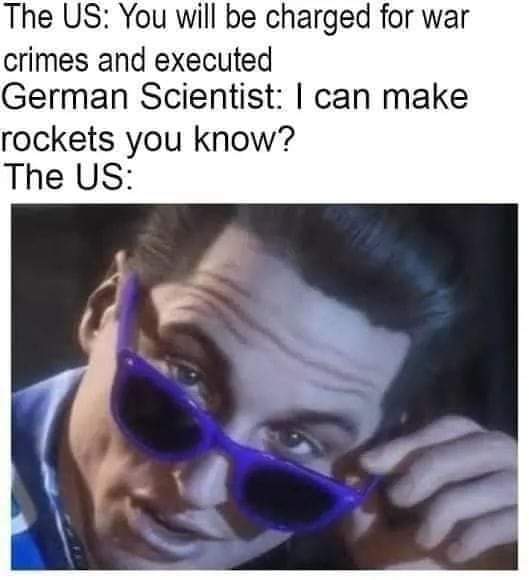 The US: You will be charged for war
crimes and executed
German Scientist: I can make
rockets you know?
The US: